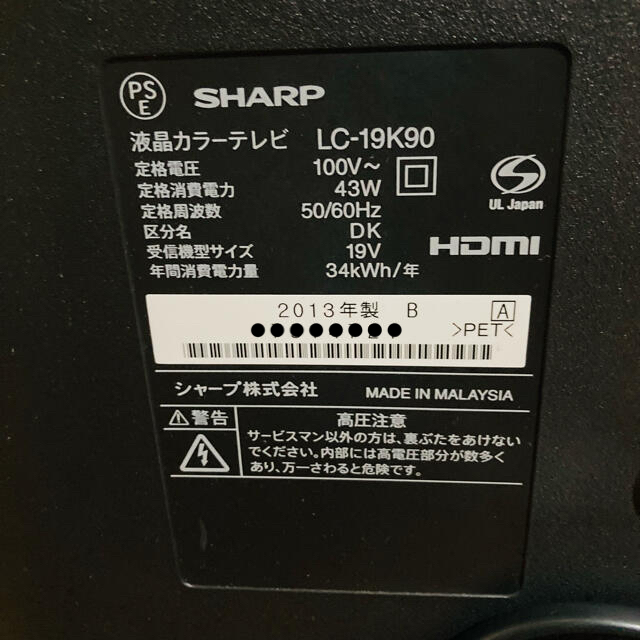 PS
E
SHARP
液晶カラーテレビ LC-19K90
定格電圧 100V～
定格消費電力 43W
定格周波数 50/60Hz
区分名 DK
受信機型サイズ 19V
年間消費電力量 34kWh/年
UL Japan
HDMI
2013年製 B A
>PET<
シャープ株式会社 MADE IN MALAYSIA
⚠警告 高圧注意
サービスマン以外の方は、裏ぶたをあけない
でください。内部には高電圧部分が数多く
あり、万一さわると危険です。